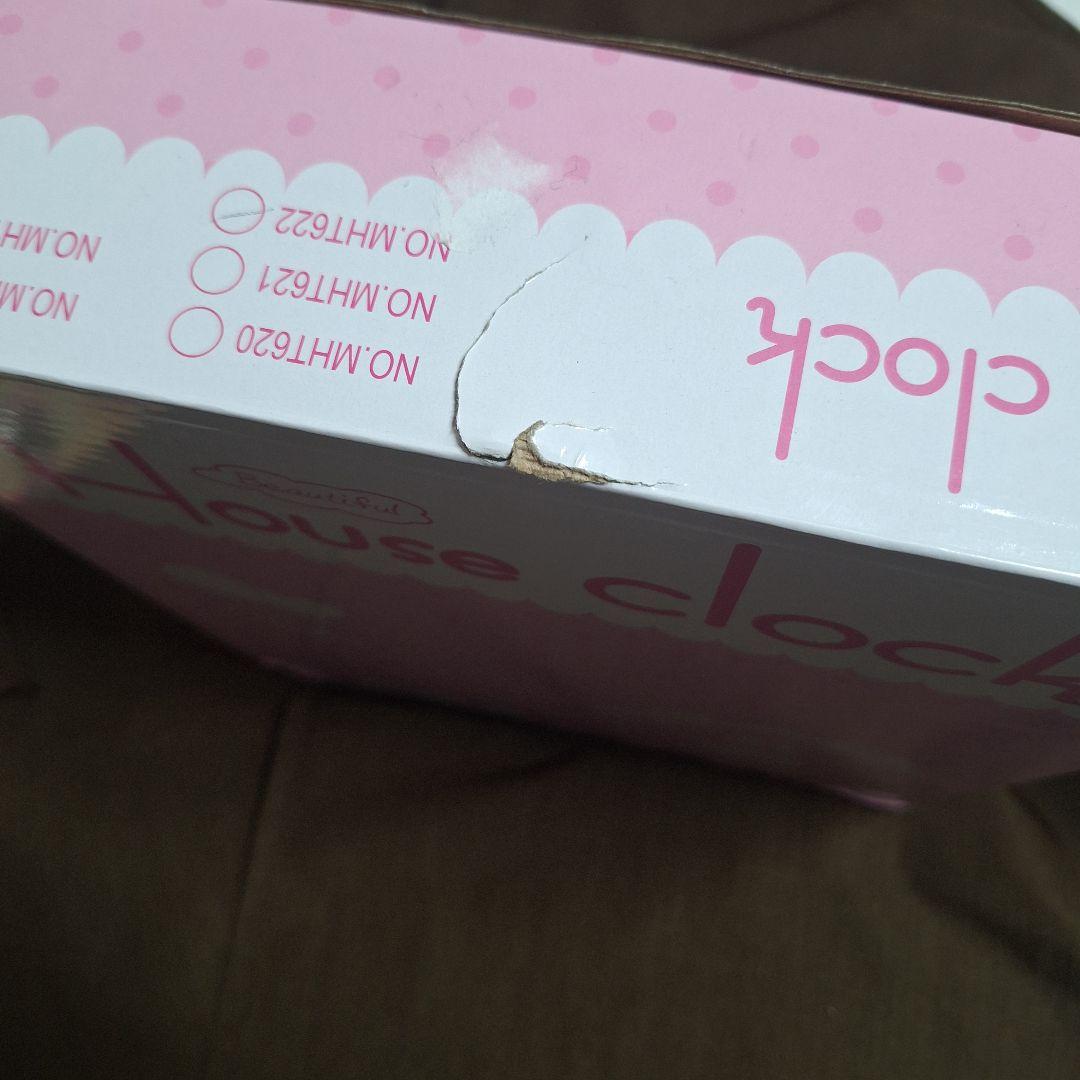 clock
NO.MHT620
NO.MHT621
NO.MHT622
Beautiful
House clock